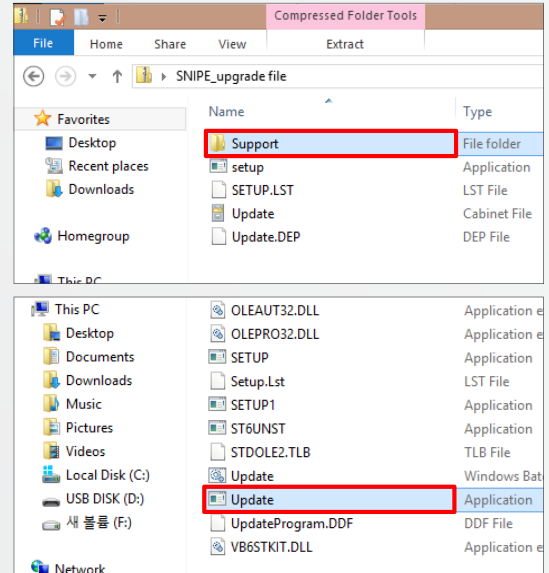 Compressed Folder Tools
File Home Share View Extract
SNIPE_upgrade file
Name Type
Favorites
Desktop
Recent places
Downloads
Homegroup
This PC
Support File folder
setup Application
SETUP.LST LST File
Update Cabinet File
Update.DEP DEP File
This PC
Desktop
Documents
Downloads
Music
Pictures
Videos
Local Disk (C:)
USB DISK (D:)
새 볼륨 (F:)
Network
OLEAUT32.DLL Application e
OLEPRO32.DLL Application e
SETUP Application
Setup.Lst LST File
SETUP1 Application
ST6UNST Application
STDOLE2.TLB TLB File
Update Windows Bat
Update Application
UpdateProgram.DDF DDF File
VB6STKIT.DLL Application e